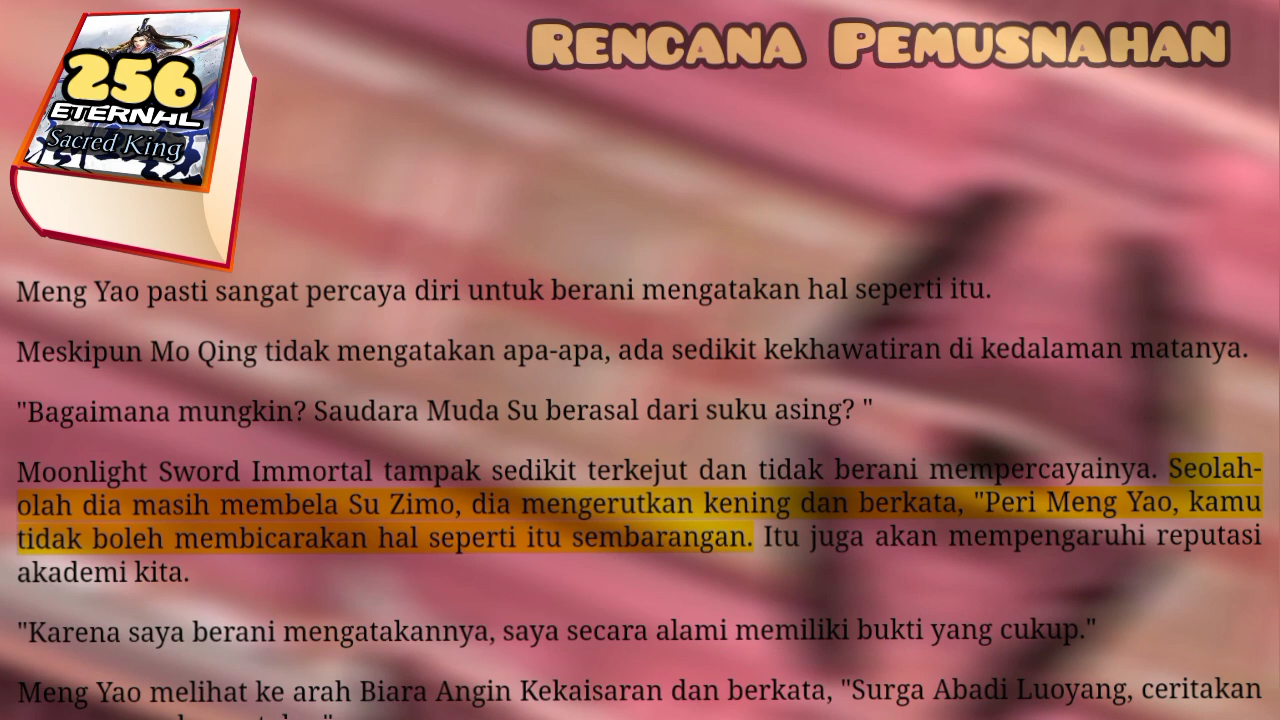 256
ETERNAL
Sacred King
RENCANA PEMUSNAHAN
Meng Yao pasti sangat percaya diri untuk berani mengatakan hal seperti itu.
Meskipun Mo Qing tidak mengatakan apa-apa, ada sedikit kekhawatiran di kedalaman matanya.
"Bagaimana mungkin? Saudara Muda Su berasal dari suku asing? "
Moonlight Sword Immortal tampak sedikit terkejut dan tidak berani mempercayainya. Seolah-
olah dia masih membela Su Zimo, dia mengerutkan kening dan berkata, "Peri Meng Yao, kamu
tidak boleh membicarakan hal seperti itu sembarangan. Itu juga akan mempengaruhi reputasi
akademi kita.
"Karena saya berani mengatakannya, saya secara alami memiliki bukti yang cukup."
Meng Yao melihat ke arah Biara Angin Kekaisaran dan berkata, "Surga Abadi Luoyang, ceritakan